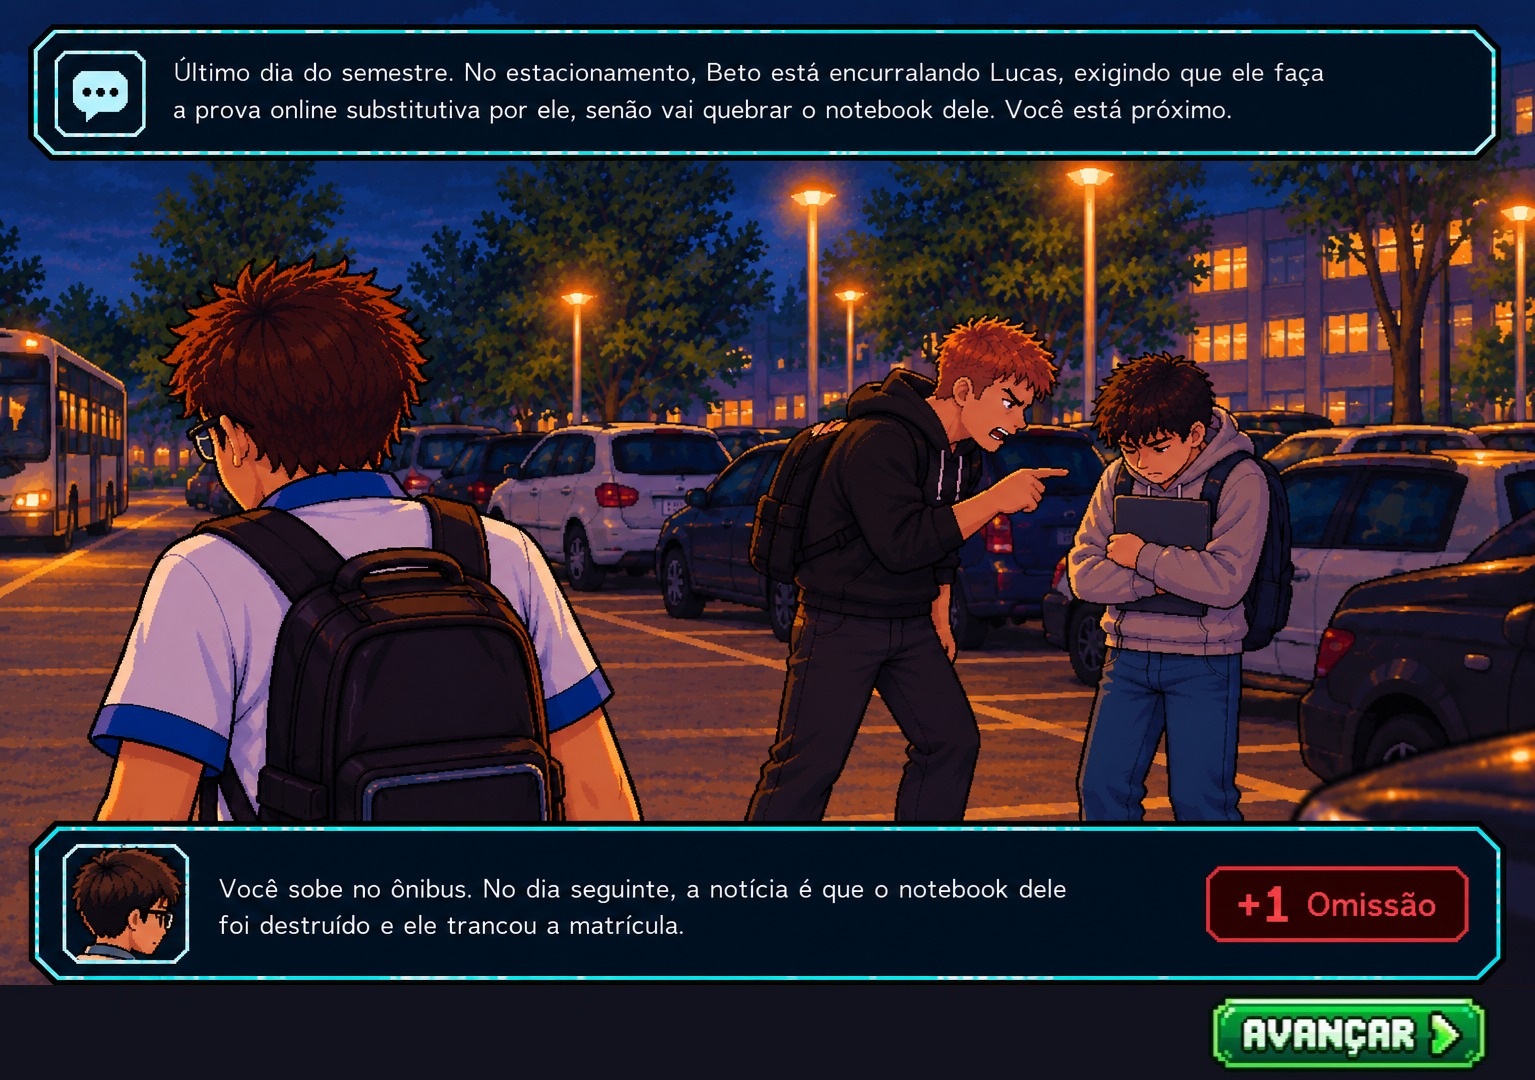 Último dia do semestre. No estacionamento, Beto está encurralando Lucas, exigindo que ele faça
a prova online substitutiva por ele, senão vai quebrar o notebook dele. Você está próximo.
Você sobe no ônibus. No dia seguinte, a notícia é que o notebook dele
foi destruído e ele trancou a matrícula.
+1 Omissão
AVANÇAR